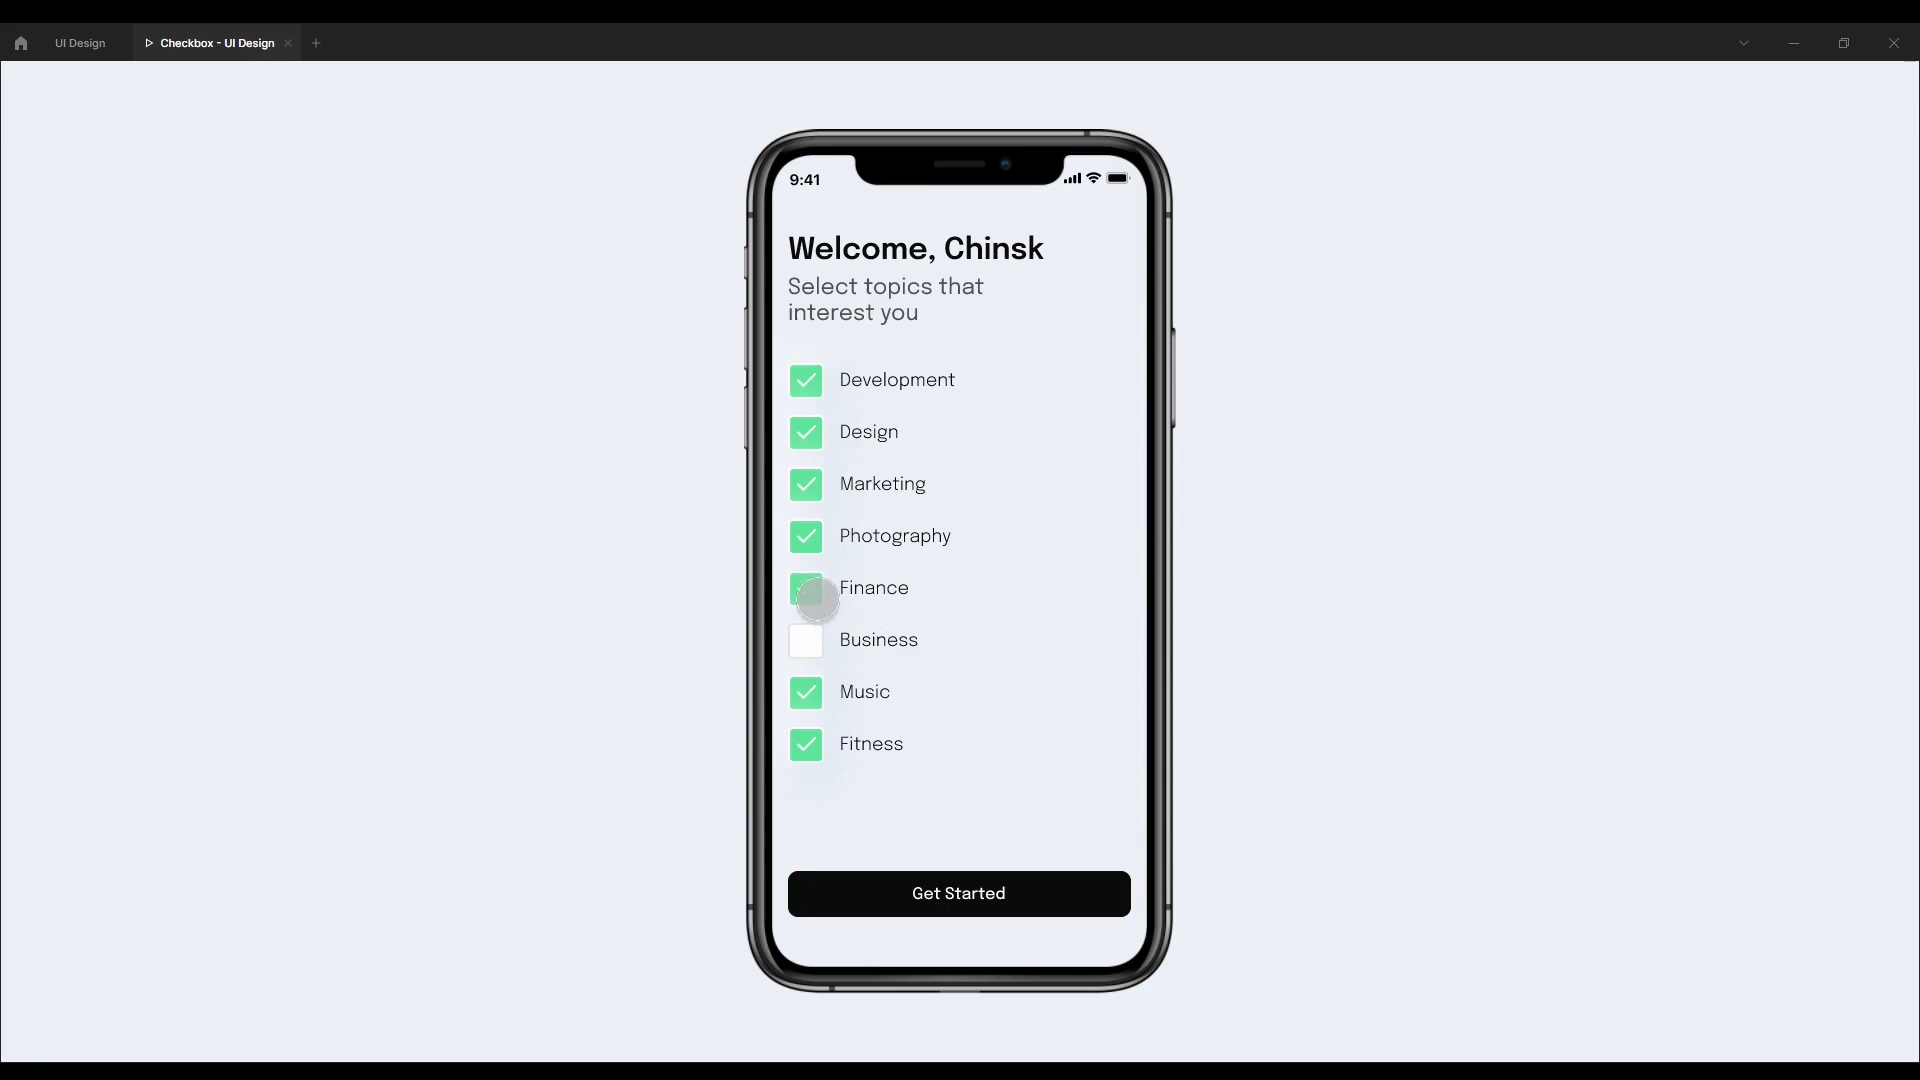 UI Design
Checkbox - UI Design
9:41
Welcome, Chinsk
Select topics that
interest you
Development
Design
Marketing
Photography
Finance
Business
Music
Fitness
Get Started